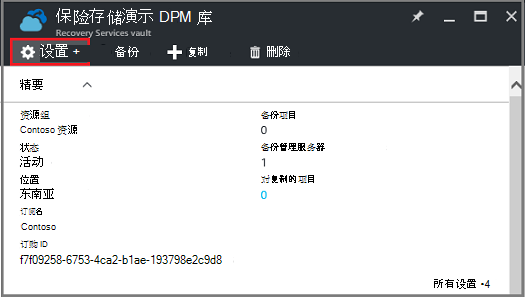 保险存储演示 DPM 库
Recovery Services vault
设置 + 备份 复制 删除
精要
资源组 备份项目
Contoso 资源 0
状态 备份管理服务器
活动 1
位置 对复制的项目
东南亚 0
订阅名
Contoso
订购 ID
f7f09258-6753-4ca2-b1ae-193798e2c9d8
所有设置 •4